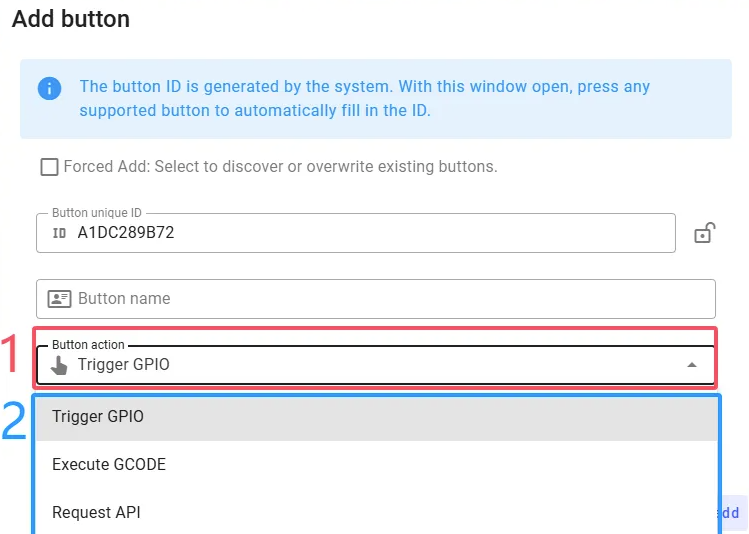 Add button
The button ID is generated by the system. With this window open, press any
supported button to automatically fill in the ID.
Forced Add: Select to discover or overwrite existing buttons.
Button unique ID
ID A1DC289B72
Button name
1
Button action
Trigger GPIO
2
Trigger GPIO
Execute GCODE
Request API